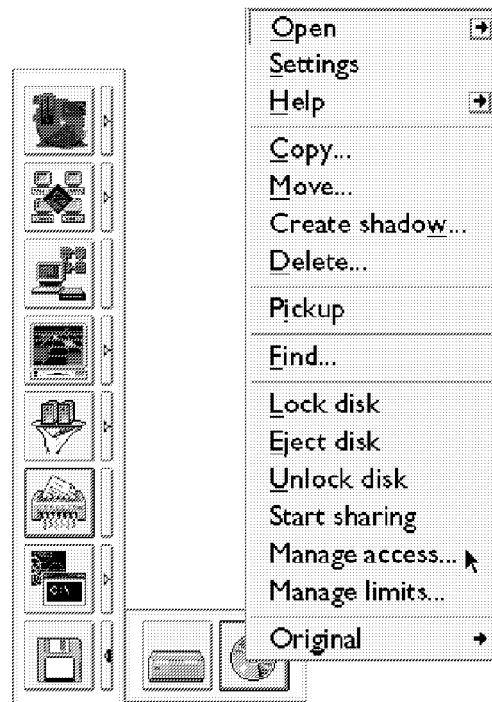 Open
Settings
Help
Copy...
Move...
Create shadow...
Delete...
Pickup
Find...
Lock disk
Eject disk
Unlock disk
Start sharing
Manage access...
Manage limits...
Original
C:\